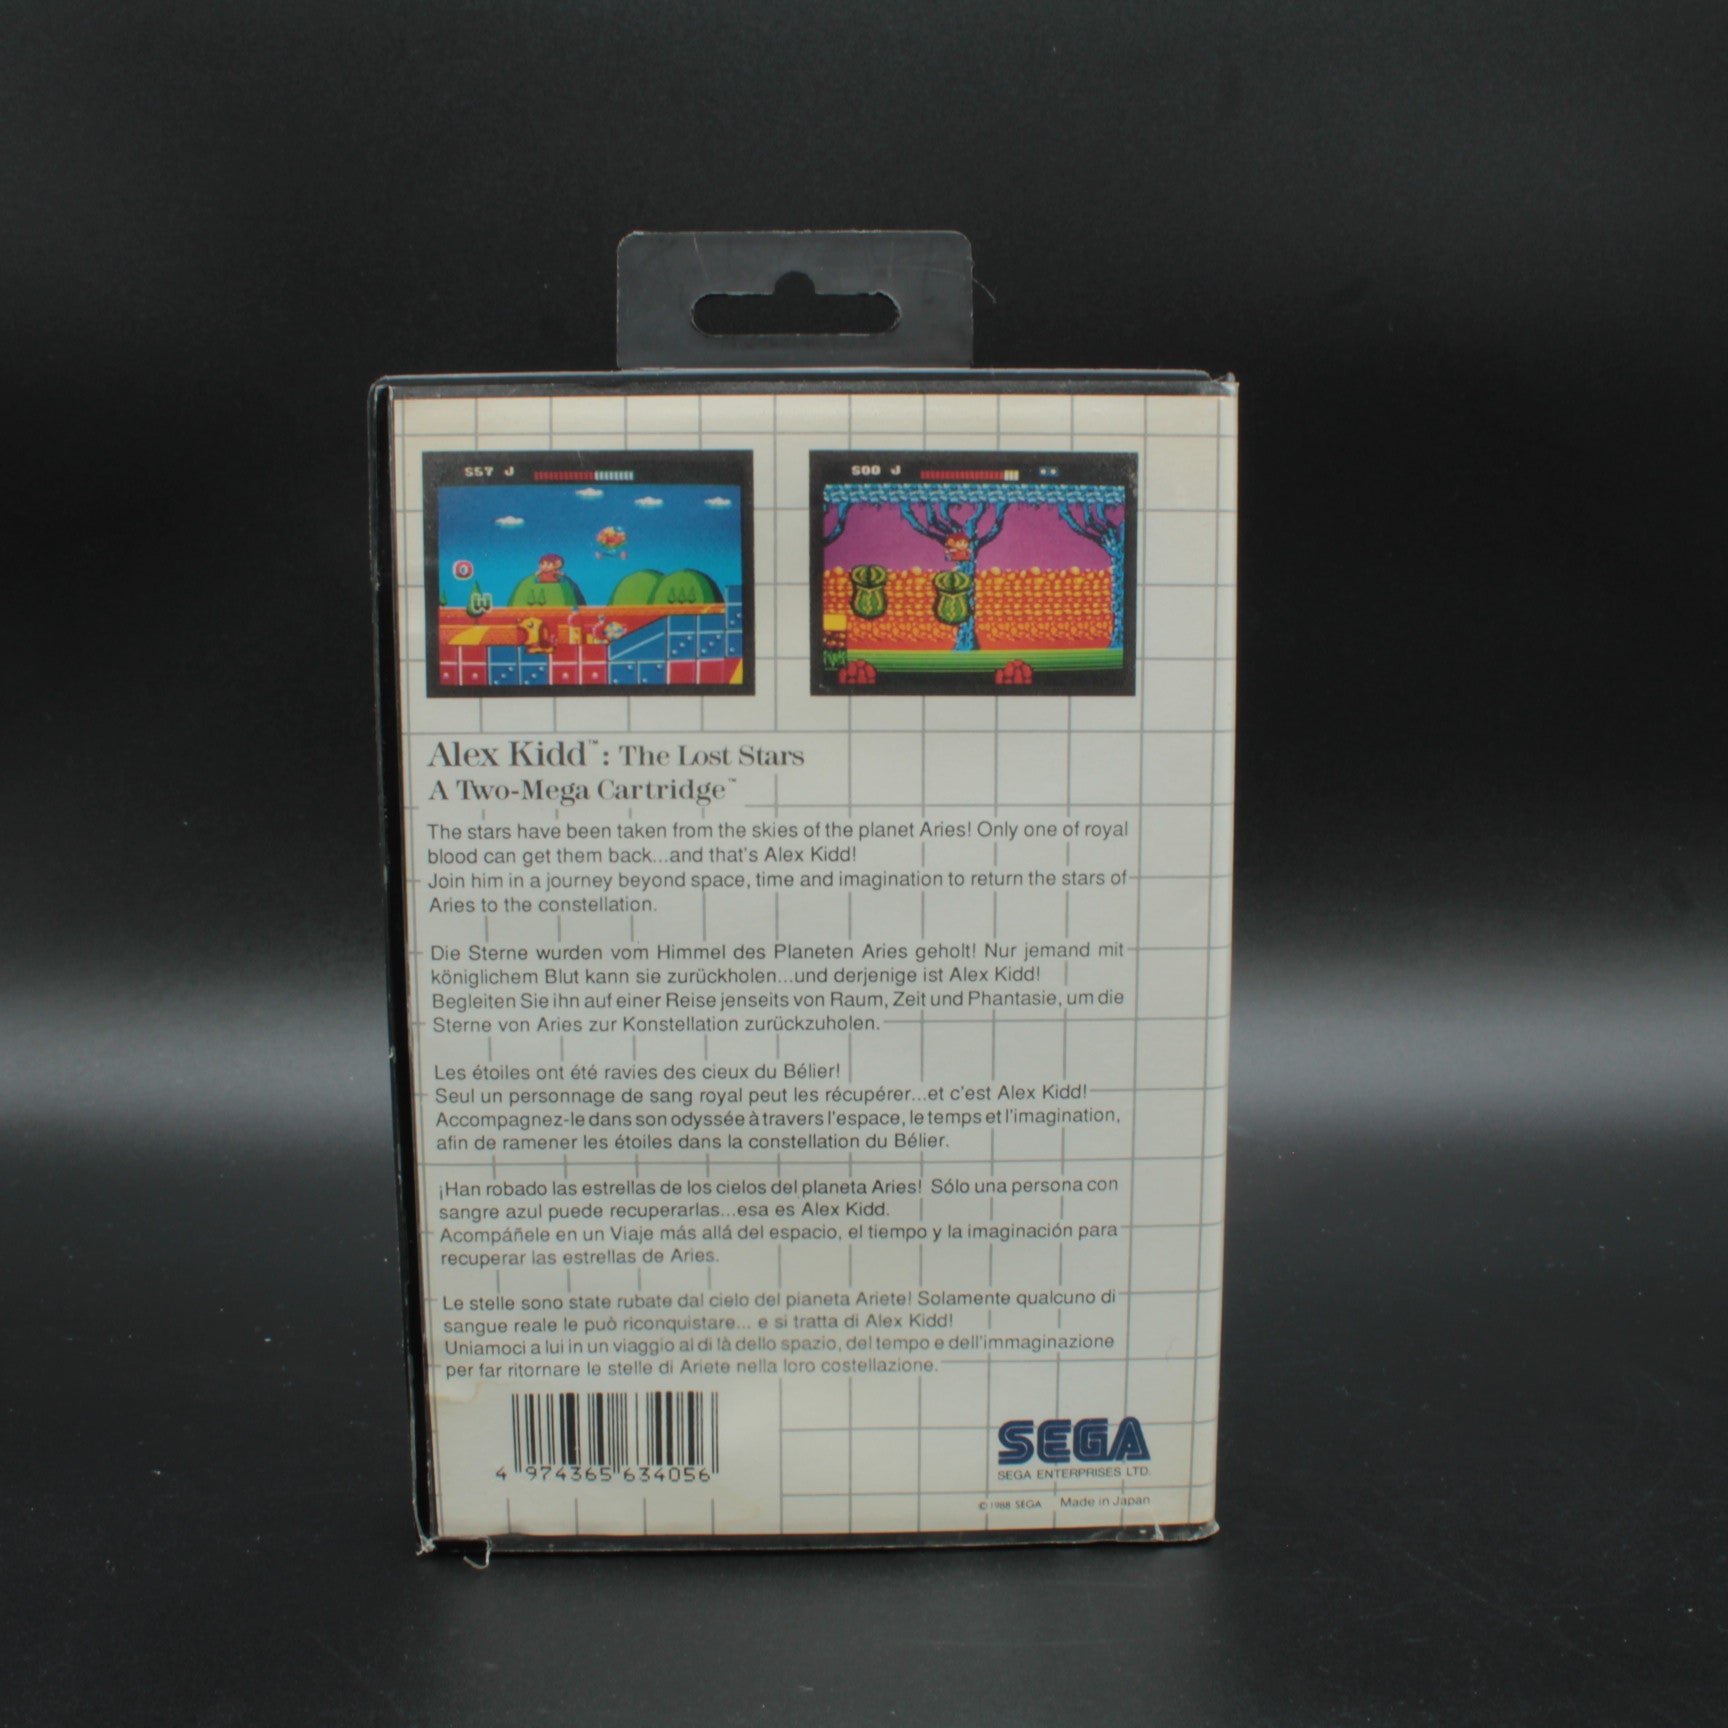 S57 J
S00 J
O
W
Alex Kidd™: The Lost Stars
A Two-Mega Cartridge™
The stars have been taken from the skies of the planet Aries! Only one of royal
blood can get them back...and that's Alex Kidd!
Join him in a journey beyond space, time and imagination to return the stars of
Aries to the constellation.
Die Sterne wurden vom Himmel des Planeten Aries geholt! Nur jemand mit
königlichem Blut kann sie zurückholen...und derjenige ist Alex Kidd!
Begleiten Sie ihn auf einer Reise jenseits von Raum, Zeit und Phantasie, um die
Sterne von Aries zur Konstellation zurückzuholen.
Les étoiles ont été ravies des cieux du Bélier!
Seul un personnage de sang royal peut les récupérer...et c'est Alex Kidd!
Accompagnez-le dans son odyssée à travers l'espace, le temps et l'imagination,
afin de ramener les étoiles dans la constellation du Bélier.
¡Han robado las estrellas de los cielos del planeta Aries! Sólo una persona con
sangre azul puede recuperarlas...esa es Alex Kidd.
Acompáñele en un Viaje más allá del espacio, el tiempo y la imaginación para
recuperar las estrellas de Aries.
Le stelle sono state rubate dal cielo del pianeta Ariete! Solamente qualcuno di
sangue reale le può riconquistare... e si tratta di Alex Kidd!
Uniamoci a lui in un viaggio al di là dello spazio, del tempo e dell'immaginazione
per far ritornare le stelle di Ariete nella loro costellazione.
4 974365 634056
SEGA
SEGA ENTERPRISES LTD.
© 1988 SEGA Made in Japan